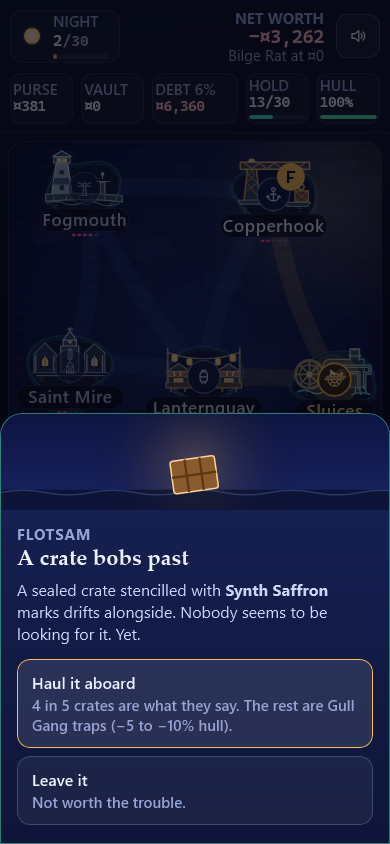 NIGHT
2/30
NET WORTH
−¤3,262
Bilge Rat at ¤0
PURSE
¤381
VAULT
¤0
DEBT 6%
¤6,360
HOLD
13/30
HULL
100%
Fogmouth
F
Copperhook
Saint Mire
Lanternquay
Sluices
FLOTSAM
A crate bobs past
A sealed crate stencilled with Synth Saffron
marks drifts alongside. Nobody seems to be
looking for it. Yet.
Haul it aboard
4 in 5 crates are what they say. The rest are Gull
Gang traps (−5 to −10% hull).
Leave it
Not worth the trouble.